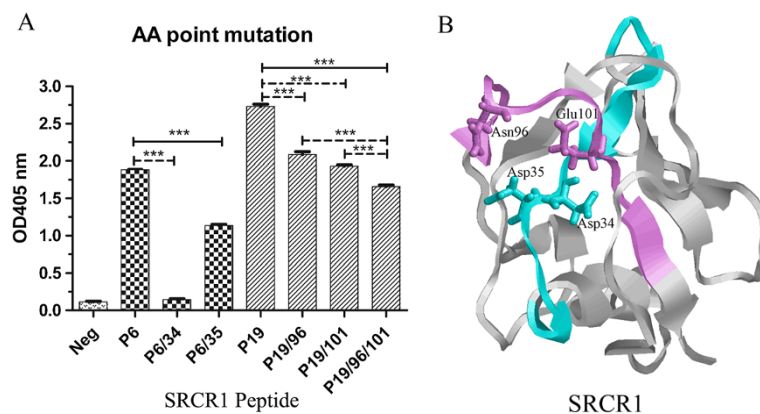 A
AA point mutation
***
***
***
***
***
***
***
OD405 nm
3.0
2.5
2.0
1.5
1.0
0.5
0.0
Neg
P6
P6/34
P6/35
P19
P19/96
P19/101
P19/96/101
SRCR1 Peptide
B
Glu101
Asn96
Asp35
Asp34
SRCR1